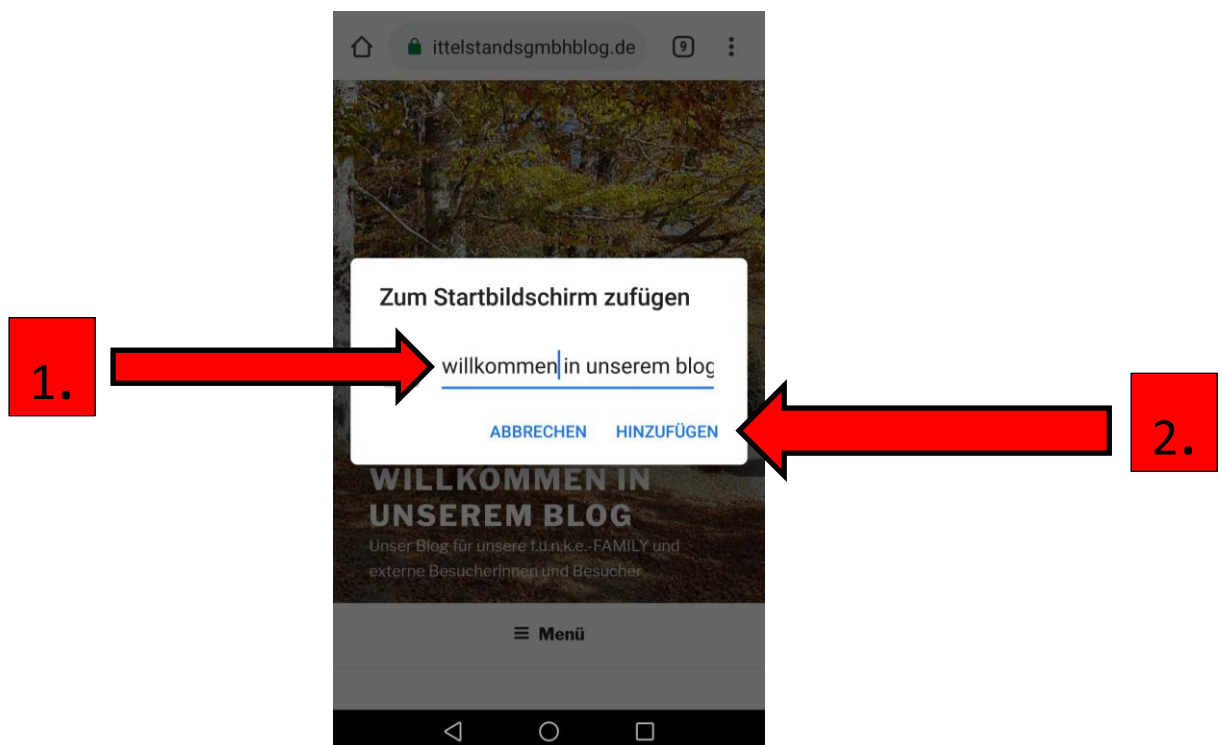 ittelstandsgmbhblog.de 9
Zum Startbildschirm zufügen
1.
willkommen in unserem blog
ABBRECHEN HINZUFÜGEN
2.
WILLKOMMEN IN
UNSEREM BLOG
Unser Blog für unsere f.u.n.k.e.-FAMILY und
externe Besucherinnen und Besucher
Menü